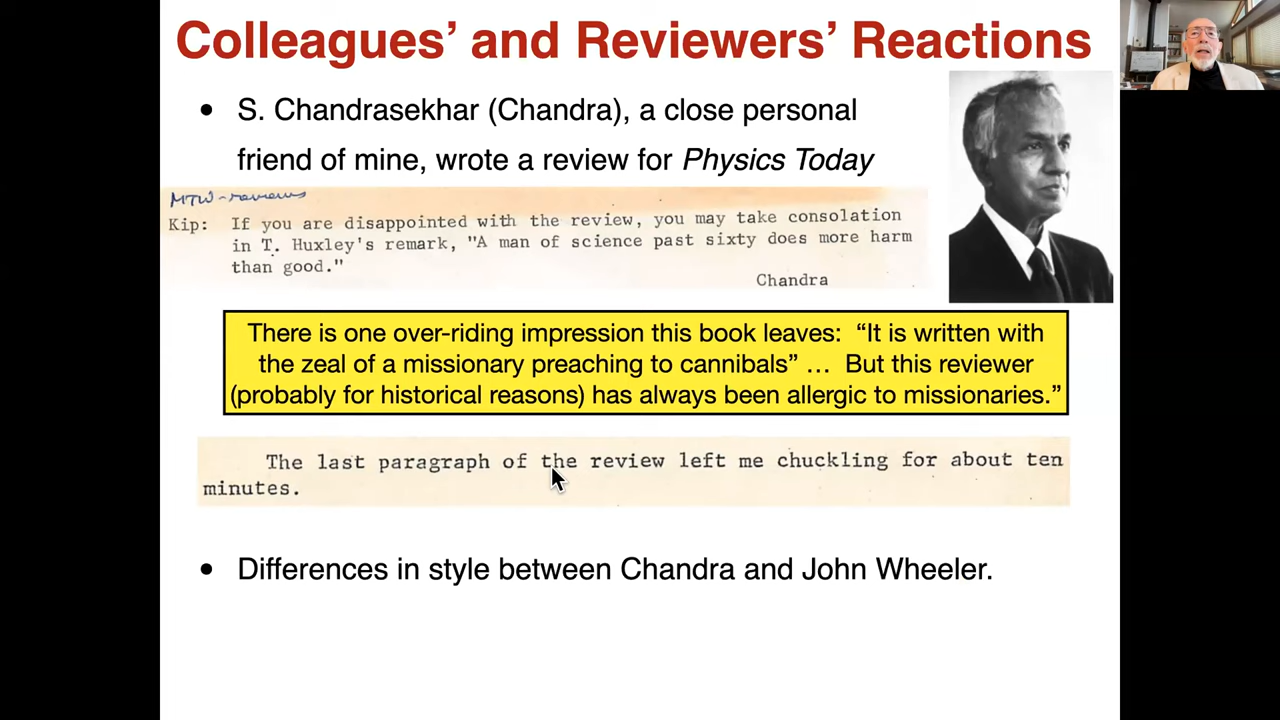 Colleagues’ and Reviewers’ Reactions
• S. Chandrasekhar (Chandra), a close personal
friend of mine, wrote a review for Physics Today
MTW-reviews
Kip: If you are disappointed with the review, you may take consolation
in T. Huxley's remark, "A man of science past sixty does more harm
than good."
Chandra
There is one over-riding impression this book leaves: “It is written with
the zeal of a missionary preaching to cannibals” … But this reviewer
(probably for historical reasons) has always been allergic to missionaries.”
The last paragraph of the review left me chuckling for about ten
minutes.
• Differences in style between Chandra and John Wheeler.